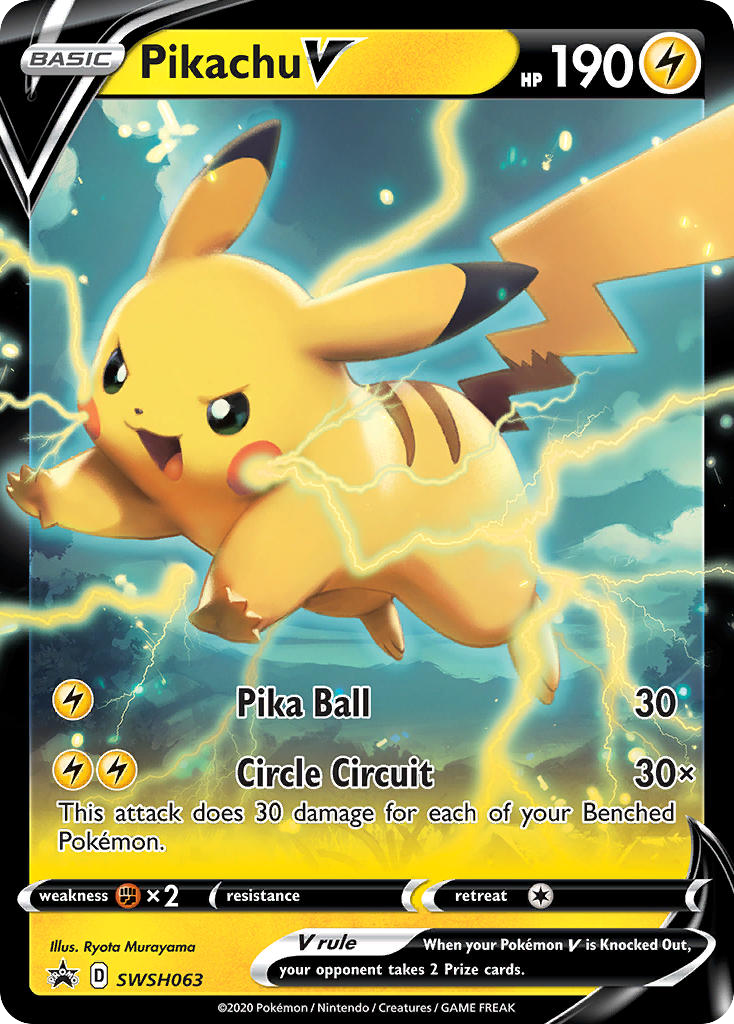 BASIC
Pikachu V
HP 190
Pika Ball 30
Circle Circuit 30×
This attack does 30 damage for each of your Benched
Pokémon.
weakness ×2 resistance retreat
Illus. Ryota Murayama
V rule When your Pokémon V is Knocked Out,
your opponent takes 2 Prize cards.
PROMO D SWSH063
©2020 Pokémon / Nintendo / Creatures / GAME FREAK